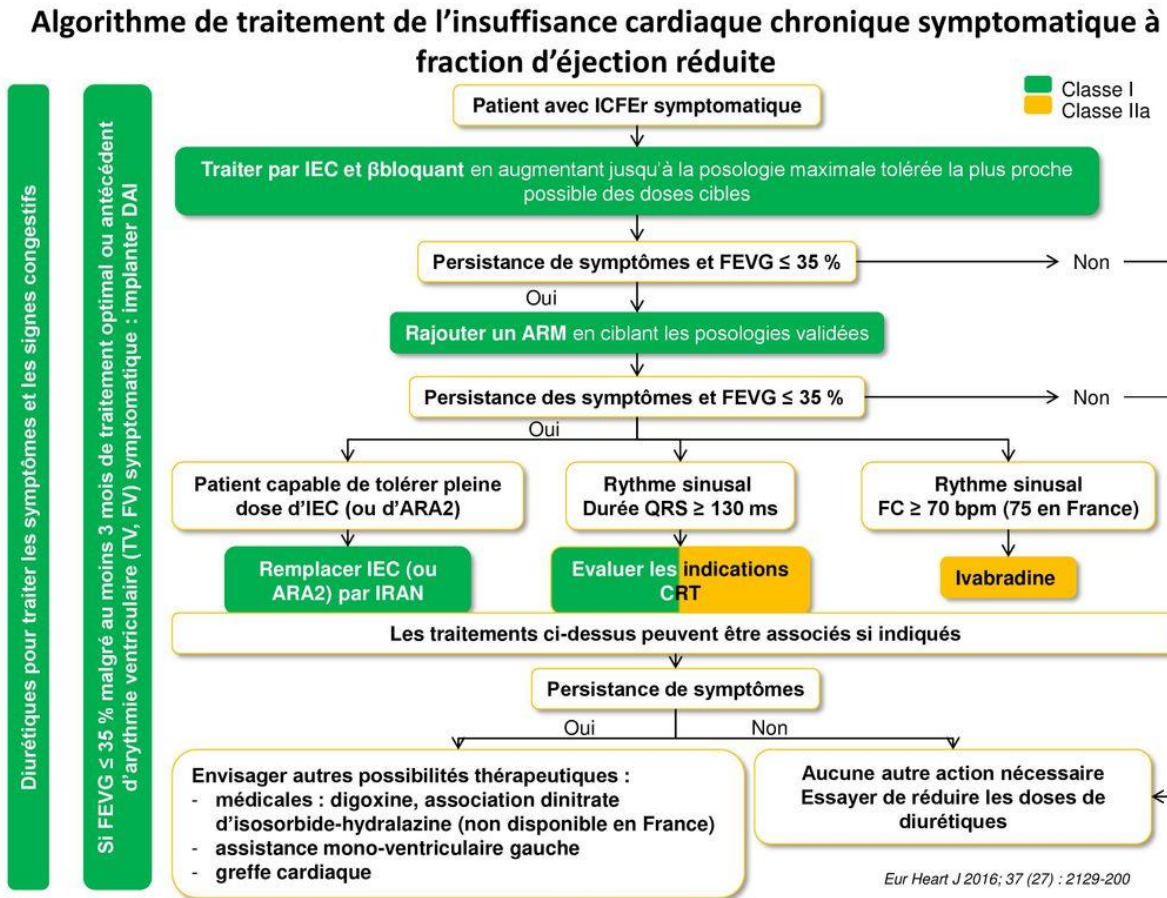 Algorithme de traitement de l’insuffisance cardiaque chronique symptomatique à
fraction d’éjection réduite
Classe I
Classe IIa
Diurétiques pour traiter les symptômes et les signes congestifs
Si FEVG ≤ 35 % malgré au moins 3 mois de traitement optimal ou antécédent
d’arythmie ventriculaire (TV, FV) symptomatique : implanter DAI
Patient avec ICFEr symptomatique
Traiter par IEC et βbloquant en augmentant jusqu’à la posologie maximale tolérée la plus proche
possible des doses cibles
Persistance de symptômes et FEVG ≤ 35 %
Non
Oui
Rajouter un ARM en ciblant les posologies validées
Persistance des symptômes et FEVG ≤ 35 %
Non
Oui
Patient capable de tolérer pleine
dose d’IEC (ou d’ARA2)
Rythme sinusal
Durée QRS ≥ 130 ms
Rythme sinusal
FC ≥ 70 bpm (75 en France)
Remplacer IEC (ou
ARA2) par IRAN
Evaluer les indications
CRT
Ivabradine
Les traitements ci-dessus peuvent être associés si indiqués
Persistance de symptômes
Oui
Non
Envisager autres possibilités thérapeutiques :
- médicales : digoxine, association dinitrate
d’isosorbide-hydralazine (non disponible en France)
- assistance mono-ventriculaire gauche
- greffe cardiaque
Aucune autre action nécessaire
Essayer de réduire les doses de
diurétiques
Eur Heart J 2016; 37 (27) : 2129-200